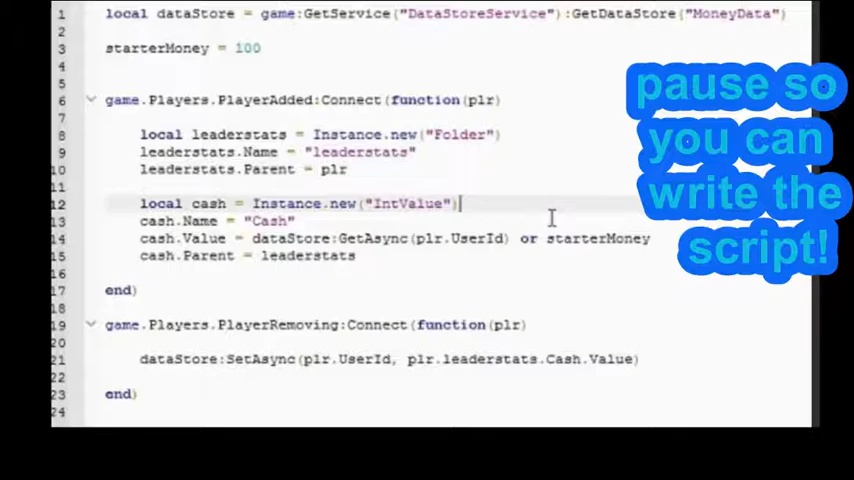 1 local dataStore = game:GetService("DataStoreService"):GetDataStore("MoneyData")
2
3 starterMoney = 100
4
5
6 game.Players.PlayerAdded:Connect(function(plr)
7
8 local leaderstats = Instance.new("Folder")
9 leaderstats.Name = "leaderstats"
10 leaderstats.Parent = plr
11
12 local cash = Instance.new("IntValue")
13 cash.Name = "Cash"
14 cash.Value = dataStore:GetAsync(plr.UserId) or starterMoney
15 cash.Parent = leaderstats
16
17 end)
18
19 game.Players.PlayerRemoving:Connect(function(plr)
20
21 dataStore:SetAsync(plr.UserId, plr.leaderstats.Cash.Value)
22
23 end)
24
pause so
you can
write the
script!